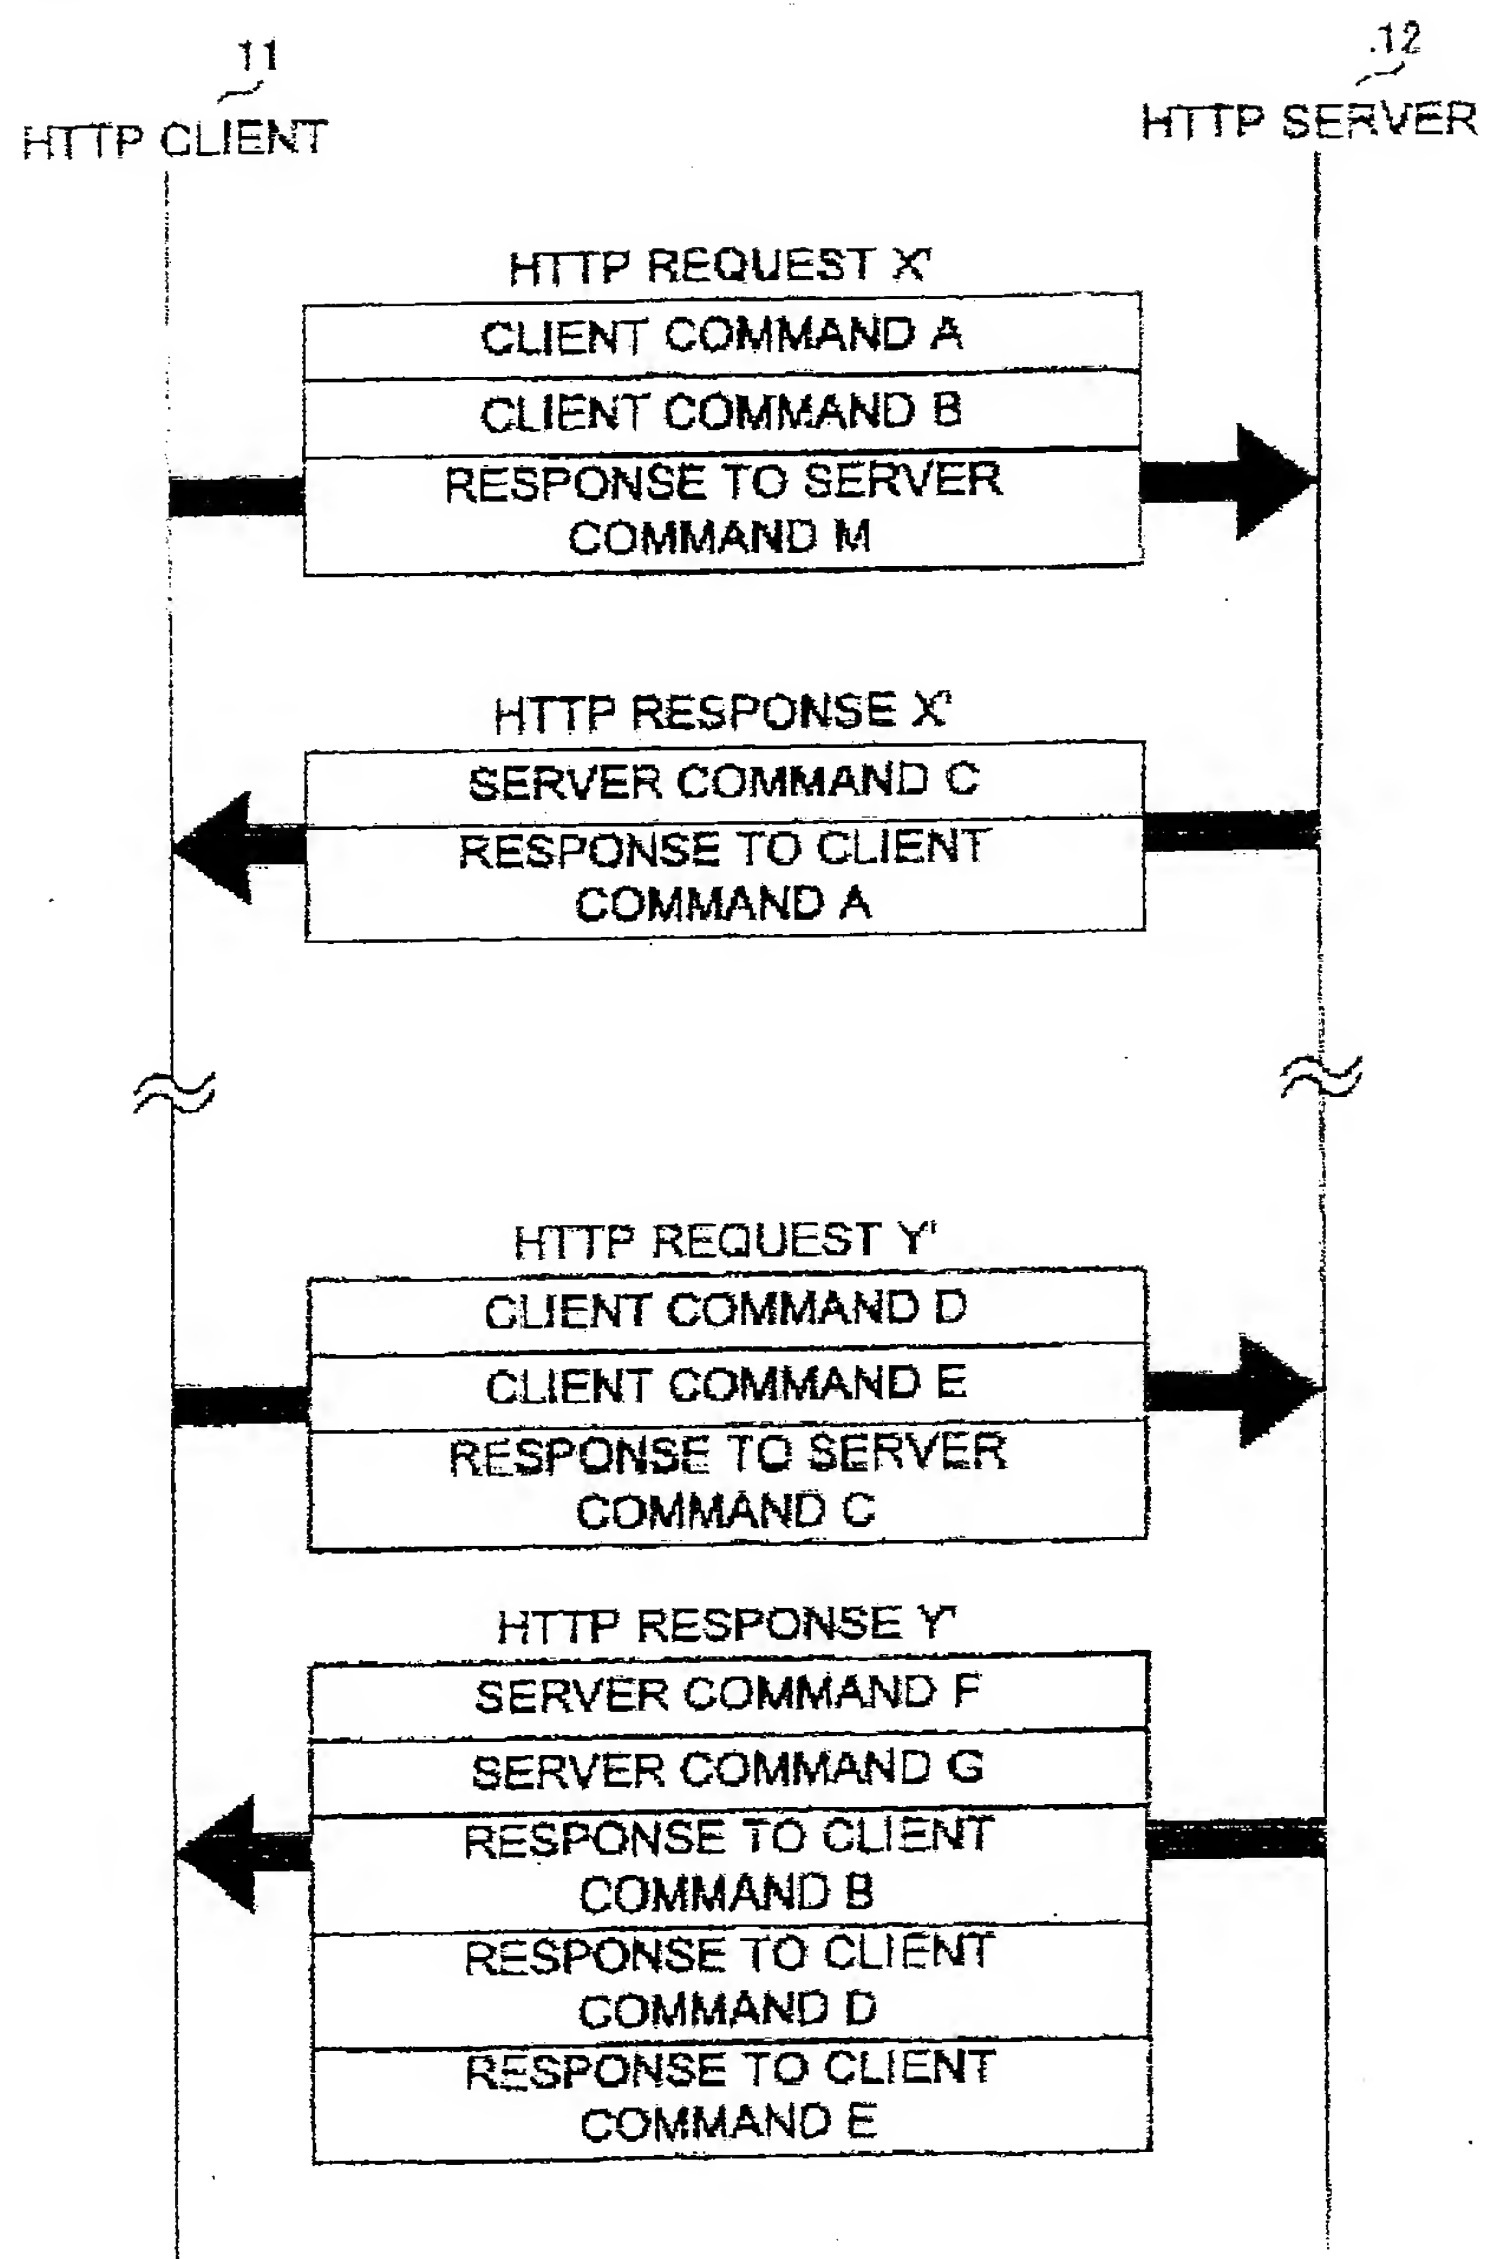 11
.12
HTTP CLIENT
HTTP SERVER
HTTP REQUEST X'
CLIENT COMMAND A
CLIENT COMMAND B
RESPONSE TO SERVER
COMMAND M
HTTP RESPONSE X'
SERVER COMMAND C
RESPONSE TO CLIENT
COMMAND A
HTTP REQUEST Y'
CLIENT COMMAND D
CLIENT COMMAND E
RESPONSE TO SERVER
COMMAND C
HTTP RESPONSE Y'
SERVER COMMAND F
SERVER COMMAND G
RESPONSE TO CLIENT
COMMAND B
RESPONSE TO CLIENT
COMMAND D
RESPONSE TO CLIENT
COMMAND E